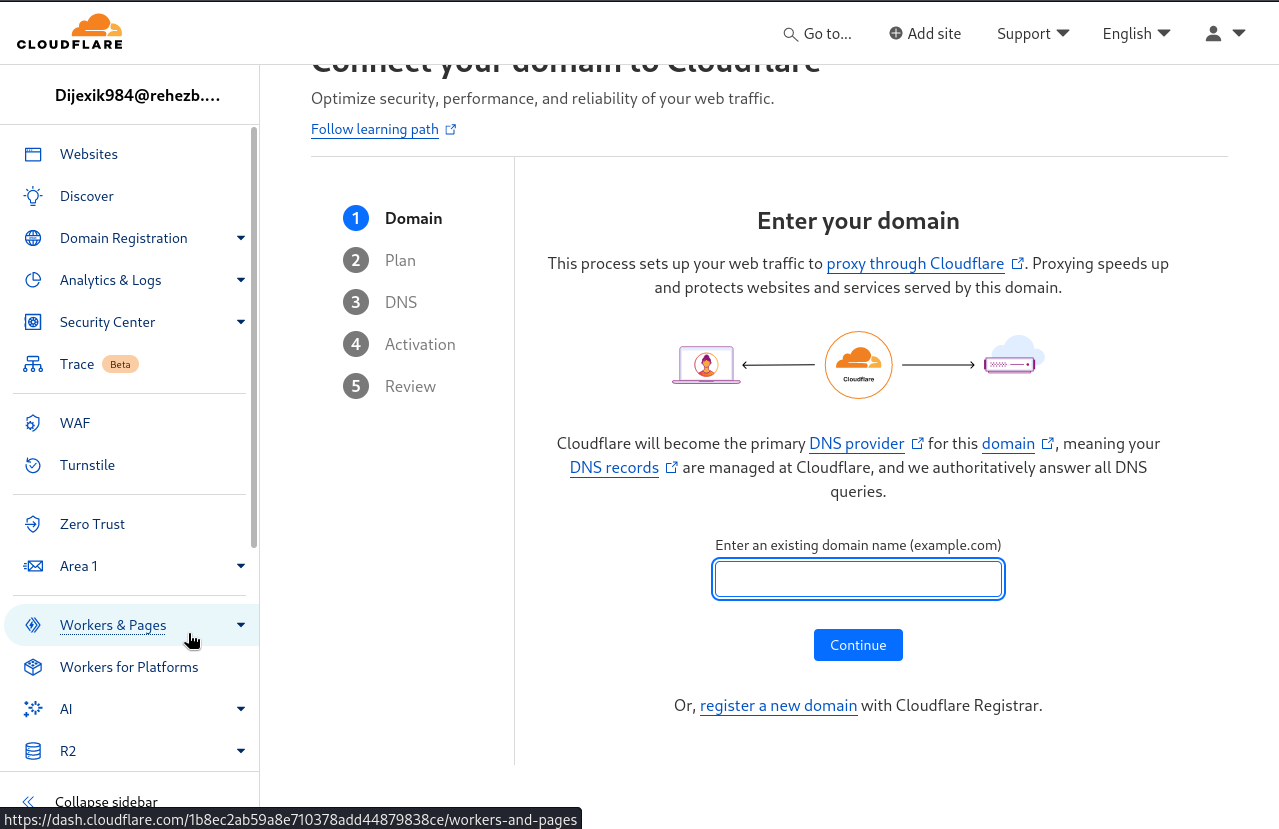 CLOUDFLARE
Go to...
Add site
Support
English
Dijexik984@rehezb....
Websites
Discover
Domain Registration
Analytics & Logs
Security Center
Trace Beta
WAF
Turnstile
Zero Trust
Area 1
Workers & Pages
Workers for Platforms
AI
R2
Collapse sidebar
Connect your domain to Cloudflare
Optimize security, performance, and reliability of your web traffic.
Follow learning path
1 Domain
2 Plan
3 DNS
4 Activation
5 Review
Enter your domain
This process sets up your web traffic to proxy through Cloudflare. Proxying speeds up
and protects websites and services served by this domain.
Cloudflare
Cloudflare will become the primary DNS provider for this domain, meaning your
DNS records are managed at Cloudflare, and we authoritatively answer all DNS
queries.
Enter an existing domain name (example.com)
Continue
Or, register a new domain with Cloudflare Registrar.
https://dash.cloudflare.com/1b8ec2ab59a8e710378add44879838ce/workers-and-pages